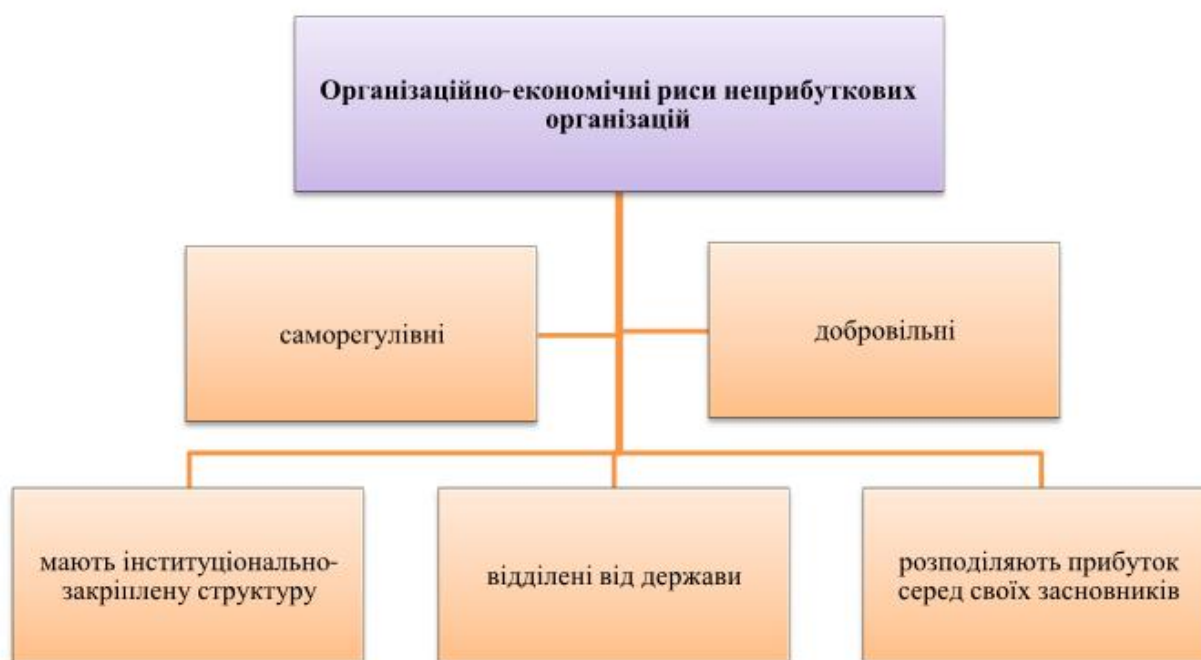 Організаційно-економічні риси неприбуткових
організацій
саморегулівні
добровільні
мають інституціонально-
закріплену структуру
відділені від держави
розподіляють прибуток
серед своїх засновників